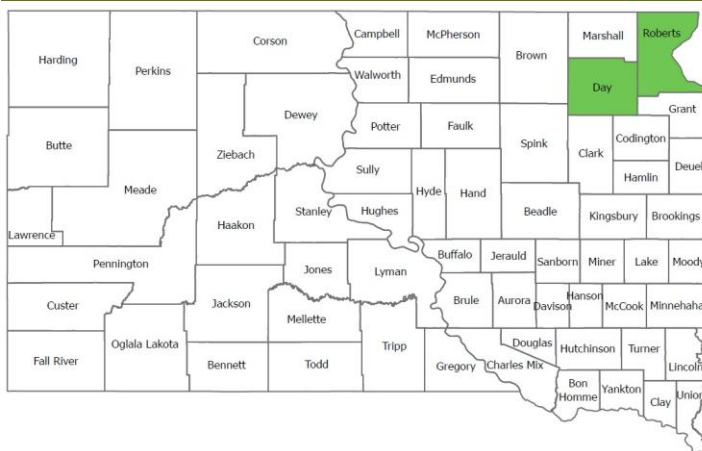 Harding
Perkins
Corson
Campbell
McPherson
Brown
Marshall
Roberts
Walworth
Edmunds
Day
Dewey
Grant
Butte
Ziebach
Potter
Faulk
Spink
Clark
Codington
Deuel
Meade
Sully
Hyde
Hand
Hamlin
Lawrence
Haakon
Stanley
Hughes
Beadle
Kingsbury
Brookings
Pennington
Jones
Lyman
Buffalo
Jerauld
Sanborn
Miner
Lake
Moody
Custer
Jackson
Mellette
Brule
Aurora
Davison
Hanson
McCook
Minnehaha
Fall River
Oglala Lakota
Bennett
Todd
Tripp
Gregory
Charles Mix
Douglas
Hutchinson
Turner
Lincoln
Bon
Homme
Yankton
Clay
Union